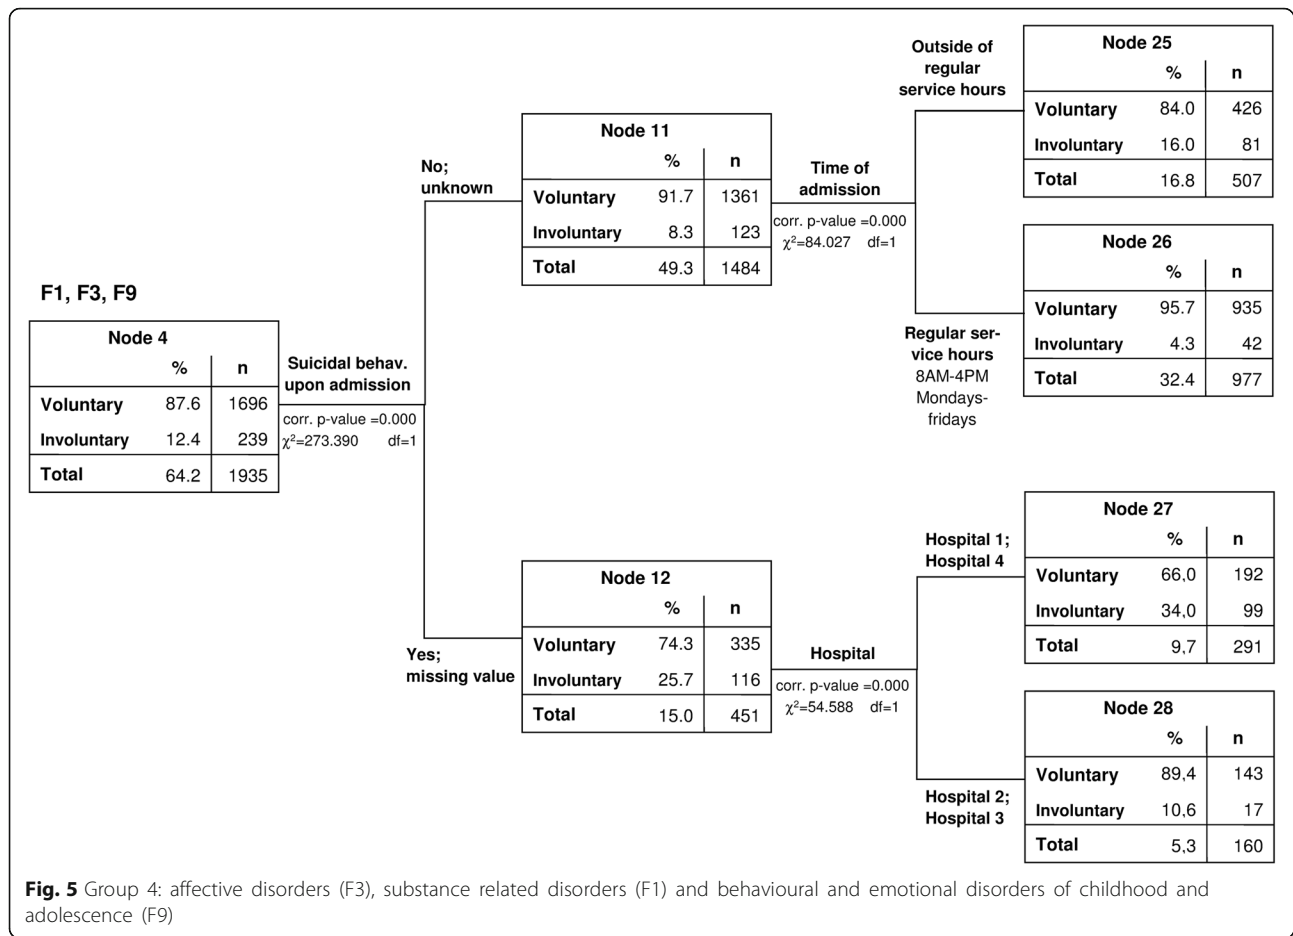 F1, F3, F9
Node 4
% n
Voluntary 87.6 1696
Involuntary 12.4 239
Total 64.2 1935
Suicidal behav.
upon admission
corr. p-value =0.000
χ²=273.390 df=1
No;
unknown
Node 11
% n
Voluntary 91.7 1361
Involuntary 8.3 123
Total 49.3 1484
Time of
admission
corr. p-value =0.000
χ²=84.027 df=1
Outside of
regular
service hours
Node 25
% n
Voluntary 84.0 426
Involuntary 16.0 81
Total 16.8 507
Regular ser-
vice hours
8AM-4PM
Mondays-
fridays
Node 26
% n
Voluntary 95.7 935
Involuntary 4.3 42
Total 32.4 977
Yes;
missing value
Node 12
% n
Voluntary 74.3 335
Involuntary 25.7 116
Total 15.0 451
Hospital
corr. p-value =0.000
χ²=54.588 df=1
Hospital 1;
Hospital 4
Node 27
% n
Voluntary 66,0 192
Involuntary 34,0 99
Total 9,7 291
Hospital 2;
Hospital 3
Node 28
% n
Voluntary 89,4 143
Involuntary 10,6 17
Total 5,3 160
Fig. 5 Group 4: affective disorders (F3), substance related disorders (F1) and behavioural and emotional disorders of childhood and
adolescence (F9)